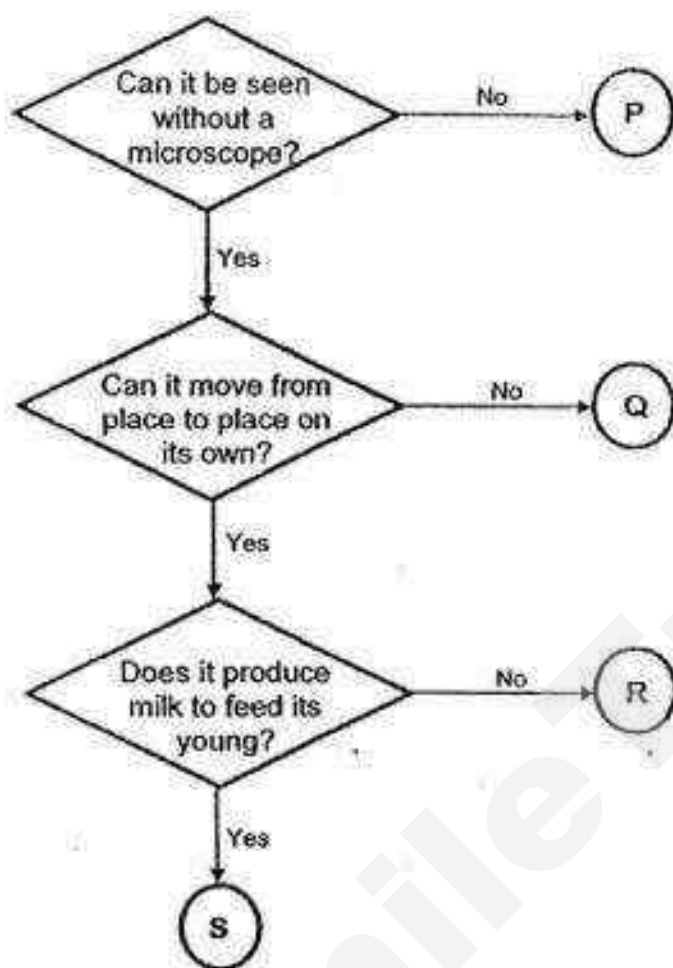 Can it be seen
without a
microscope?
No
P
Yes
Can it move from
place to place on
its own?
No
Q
Yes
Does it produce
milk to feed its
young?
No
R
Yes
S
mile T